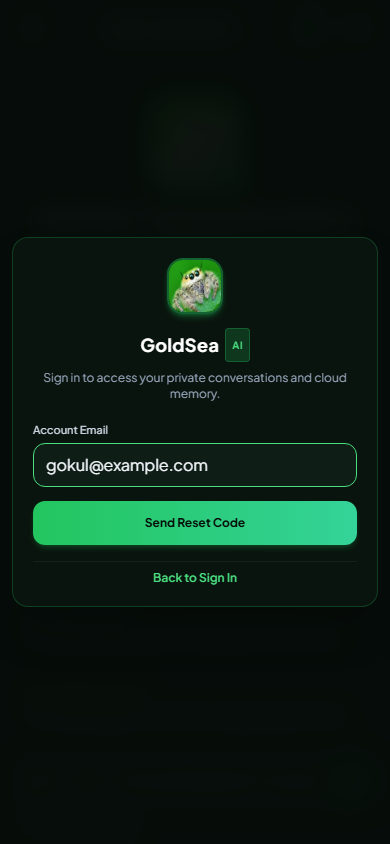 GoldSea AI
Sign in to access your private conversations and cloud
memory.
Account Email
gokul@example.com
Send Reset Code
Back to Sign In